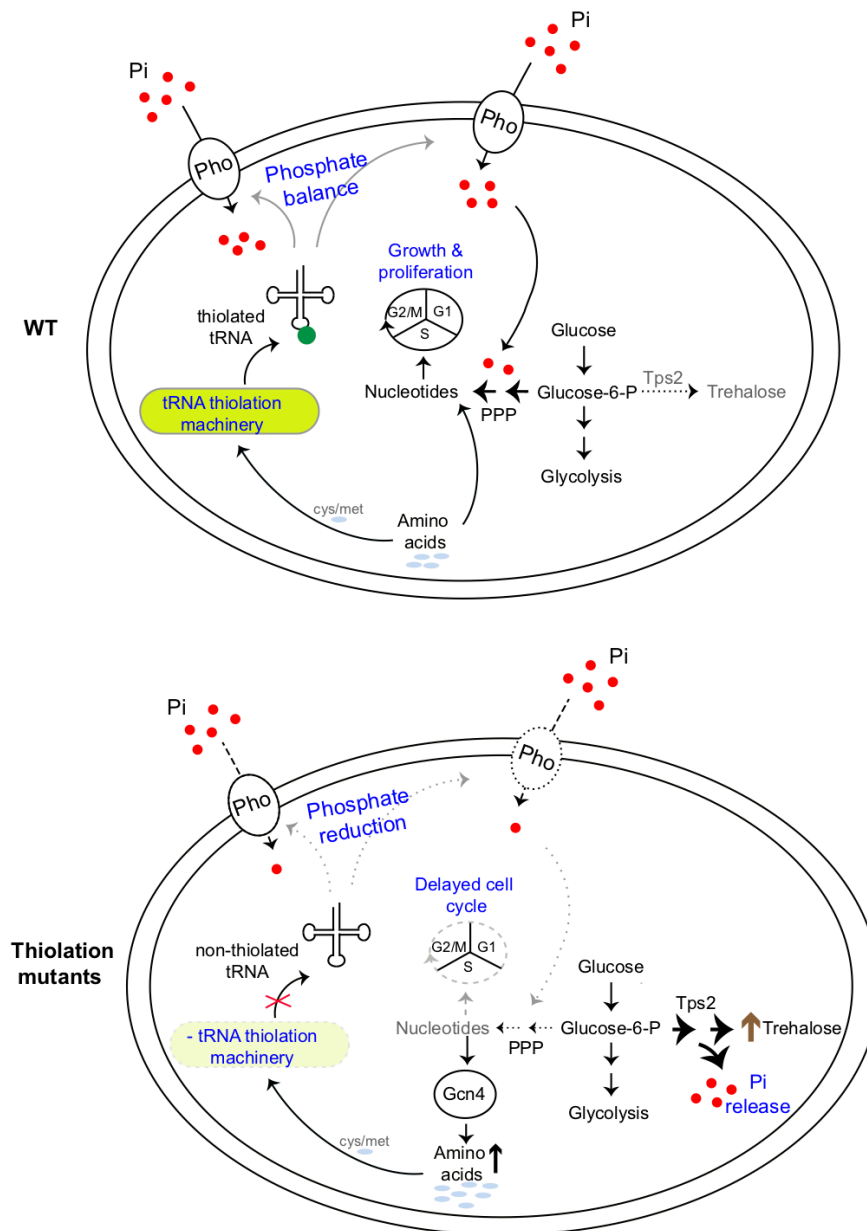 Pi
Pi
Pho
Pho
Phosphate
balance
Growth &
proliferation
G2/M
G1
S
WT
thiolated
tRNA
Glucose
Nucleotides
PPP
Glucose-6-P
Tps2
Trehalose
tRNA thiolation
machinery
Glycolysis
cys/met
Amino
acids
Pi
Pi
Pho
Pho
Phosphate
reduction
Delayed cell
cycle
G2/M
G1
S
Thiolation
mutants
non-thiolated
tRNA
Glucose
Tps2
Nucleotides
PPP
Glucose-6-P
Trehalose
- tRNA thiolation
machinery
Gcn4
Pi
release
Glycolysis
cys/met
Amino
acids